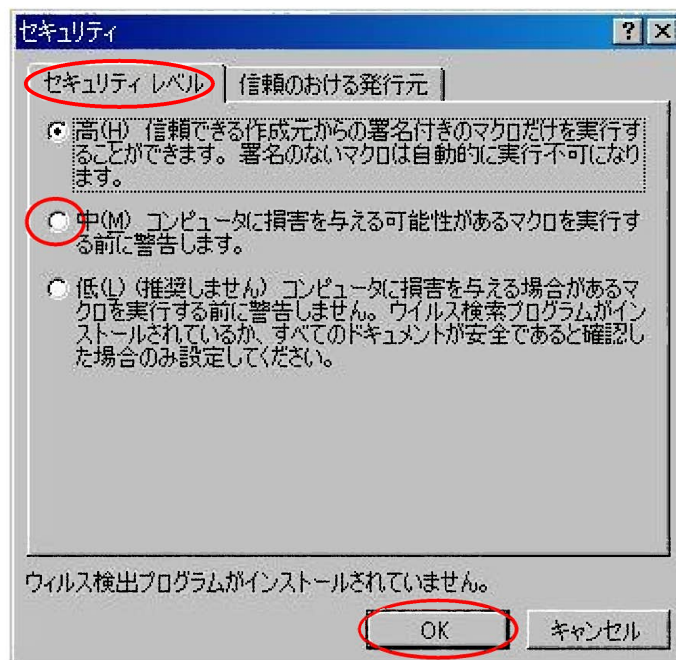 セキュリティ
セキュリティ レベル
信頼のおける発行元
高(H) 信頼できる作成元からの署名付きのマクロだけを実行す
ることができます。署名のないマクロは自動的に実行不可になり
ます。
中(M) コンピュータに損害を与える可能性があるマクロを実行す
る前に警告します。
低(L) (推奨しません) コンピュータに損害を与える場合があるマ
クロを実行する前に警告しません。ウイルス検索プログラムがイン
ストールされているか、すべてのドキュメントが安全であると確認し
た場合のみ設定してください。
ウィルス検出プログラムがインストールされていません。
OK
キャンセル